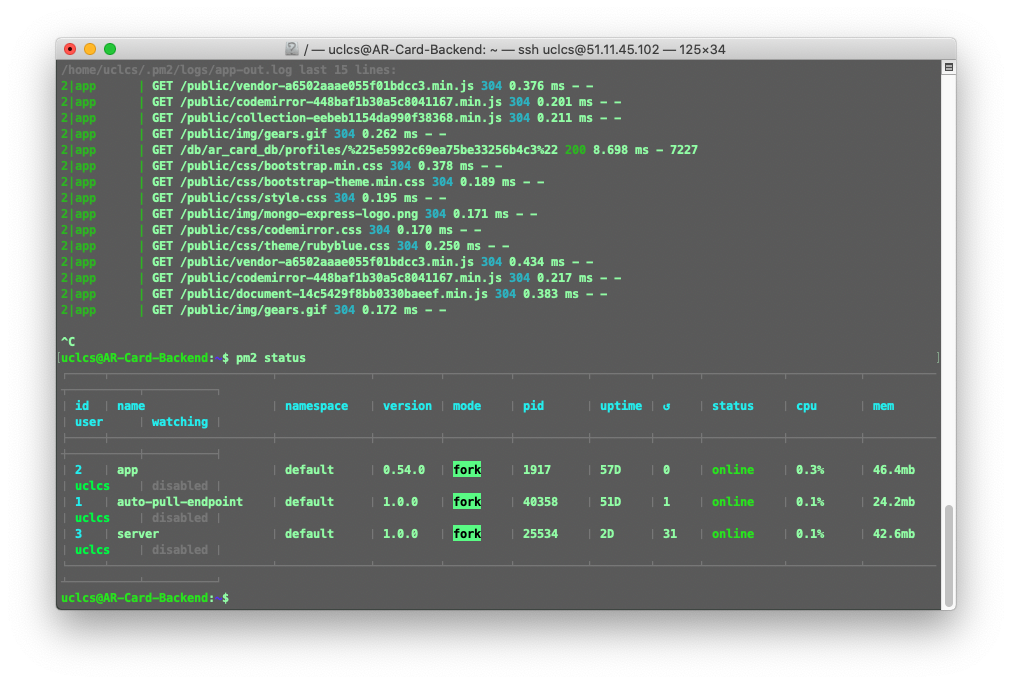 / — uclcs@AR-Card-Backend: ~ — ssh uclcs@51.11.45.102 — 125×34
/home/uclcs/.pm2/logs/app-out.log last 15 lines:
2|app      | GET /public/vendor-a6502aaae055f01bdcc3.min.js 304 0.376 ms - -
2|app      | GET /public/codemirror-448baf1b30a5c8041167.min.js 304 0.201 ms - -
2|app      | GET /public/collection-eebeb1154da990f38368.min.js 304 0.211 ms - -
2|app      | GET /public/img/gears.gif 304 0.262 ms - -
2|app      | GET /db/ar_card_db/profiles/%225e5992c69ea75be33256b4c3%22 200 8.698 ms - 7227
2|app      | GET /public/css/bootstrap.min.css 304 0.378 ms - -
2|app      | GET /public/css/bootstrap-theme.min.css 304 0.189 ms - -
2|app      | GET /public/css/style.css 304 0.195 ms - -
2|app      | GET /public/img/mongo-express-logo.png 304 0.171 ms - -
2|app      | GET /public/css/codemirror.css 304 0.170 ms - -
2|app      | GET /public/css/theme/rubyblue.css 304 0.250 ms - -
2|app      | GET /public/vendor-a6502aaae055f01bdcc3.min.js 304 0.434 ms - -
2|app      | GET /public/codemirror-448baf1b30a5c8041167.min.js 304 0.217 ms - -
2|app      | GET /public/document-14c5429f8bb0330baeef.min.js 304 0.383 ms - -
2|app      | GET /public/img/gears.gif 304 0.172 ms - -
^C
[uclcs@AR-Card-Backend:~$ pm2 status ]
| id | name | namespace | version | mode | pid | uptime | ↺ | status | cpu | mem
| user | watching |
| 2 | app | default | 0.54.0 | fork | 1917 | 57D | 0 | online | 0.3% | 46.4mb
| uclcs | disabled |
| 1 | auto-pull-endpoint | default | 1.0.0 | fork | 40358 | 51D | 1 | online | 0.1% | 24.2mb
| uclcs | disabled |
| 3 | server | default | 1.0.0 | fork | 25534 | 2D | 31 | online | 0.1% | 42.6mb
| uclcs | disabled |
uclcs@AR-Card-Backend:~$